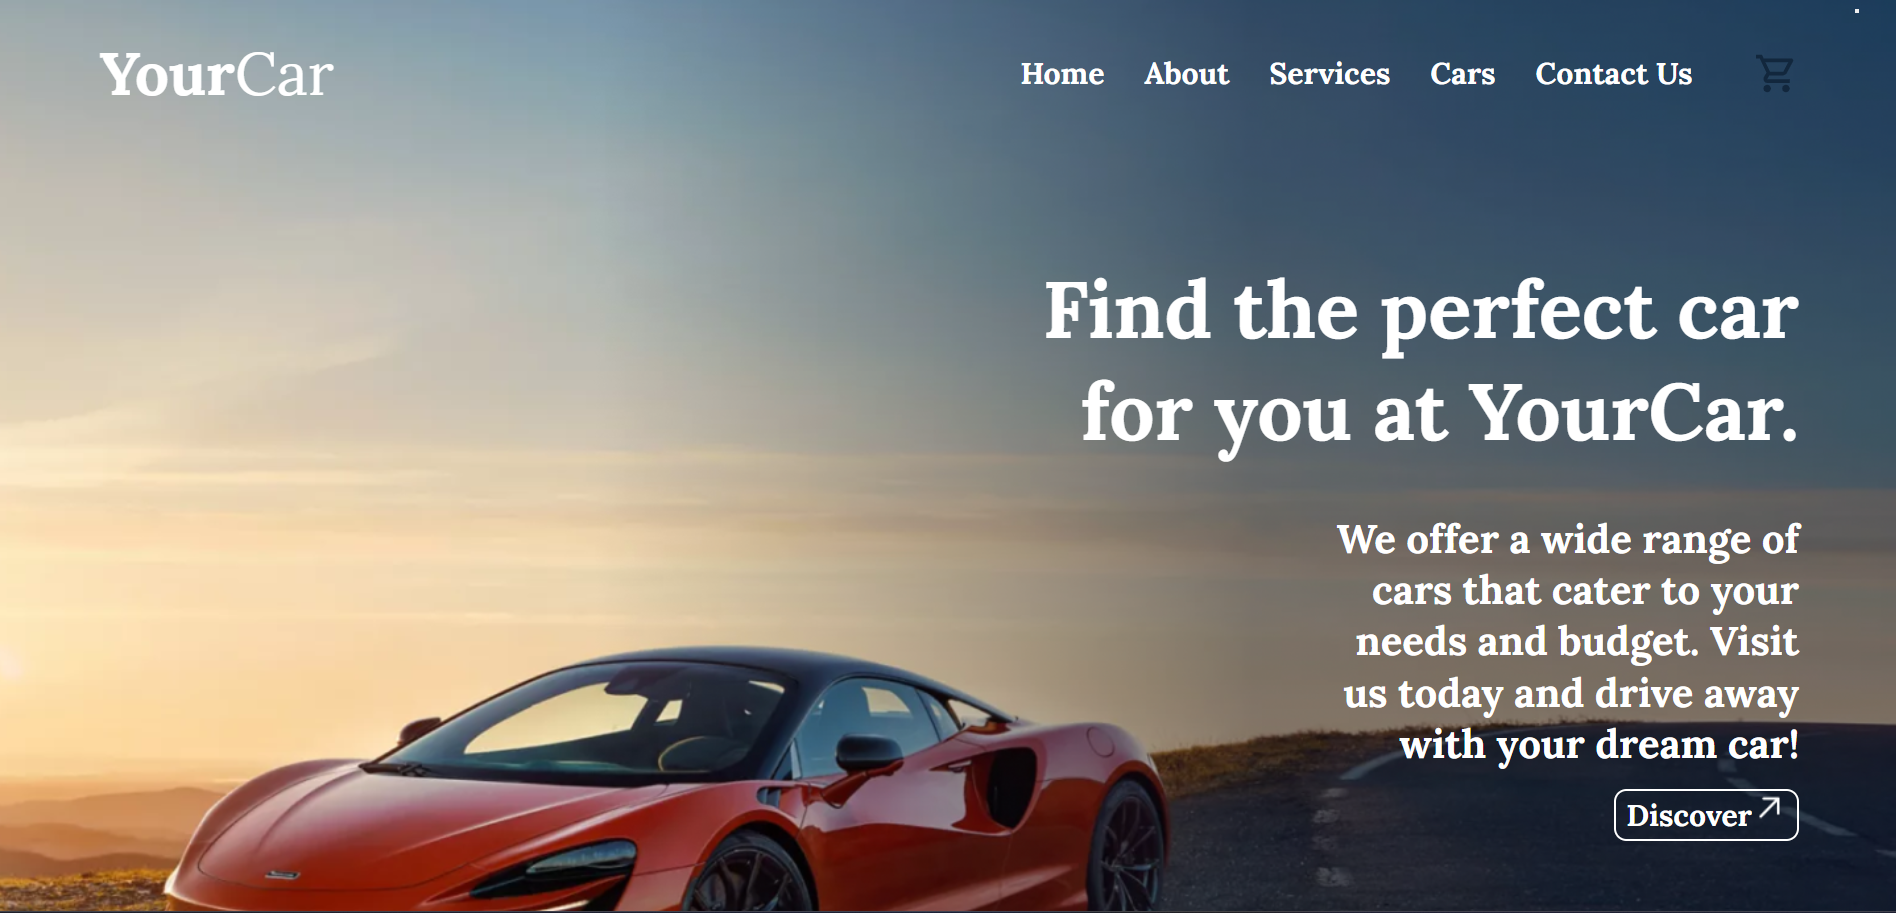 YourCar
Home About Services Cars Contact Us
Find the perfect car
for you at YourCar.
We offer a wide range of
cars that cater to your
needs and budget. Visit
us today and drive away
with your dream car!
Discover